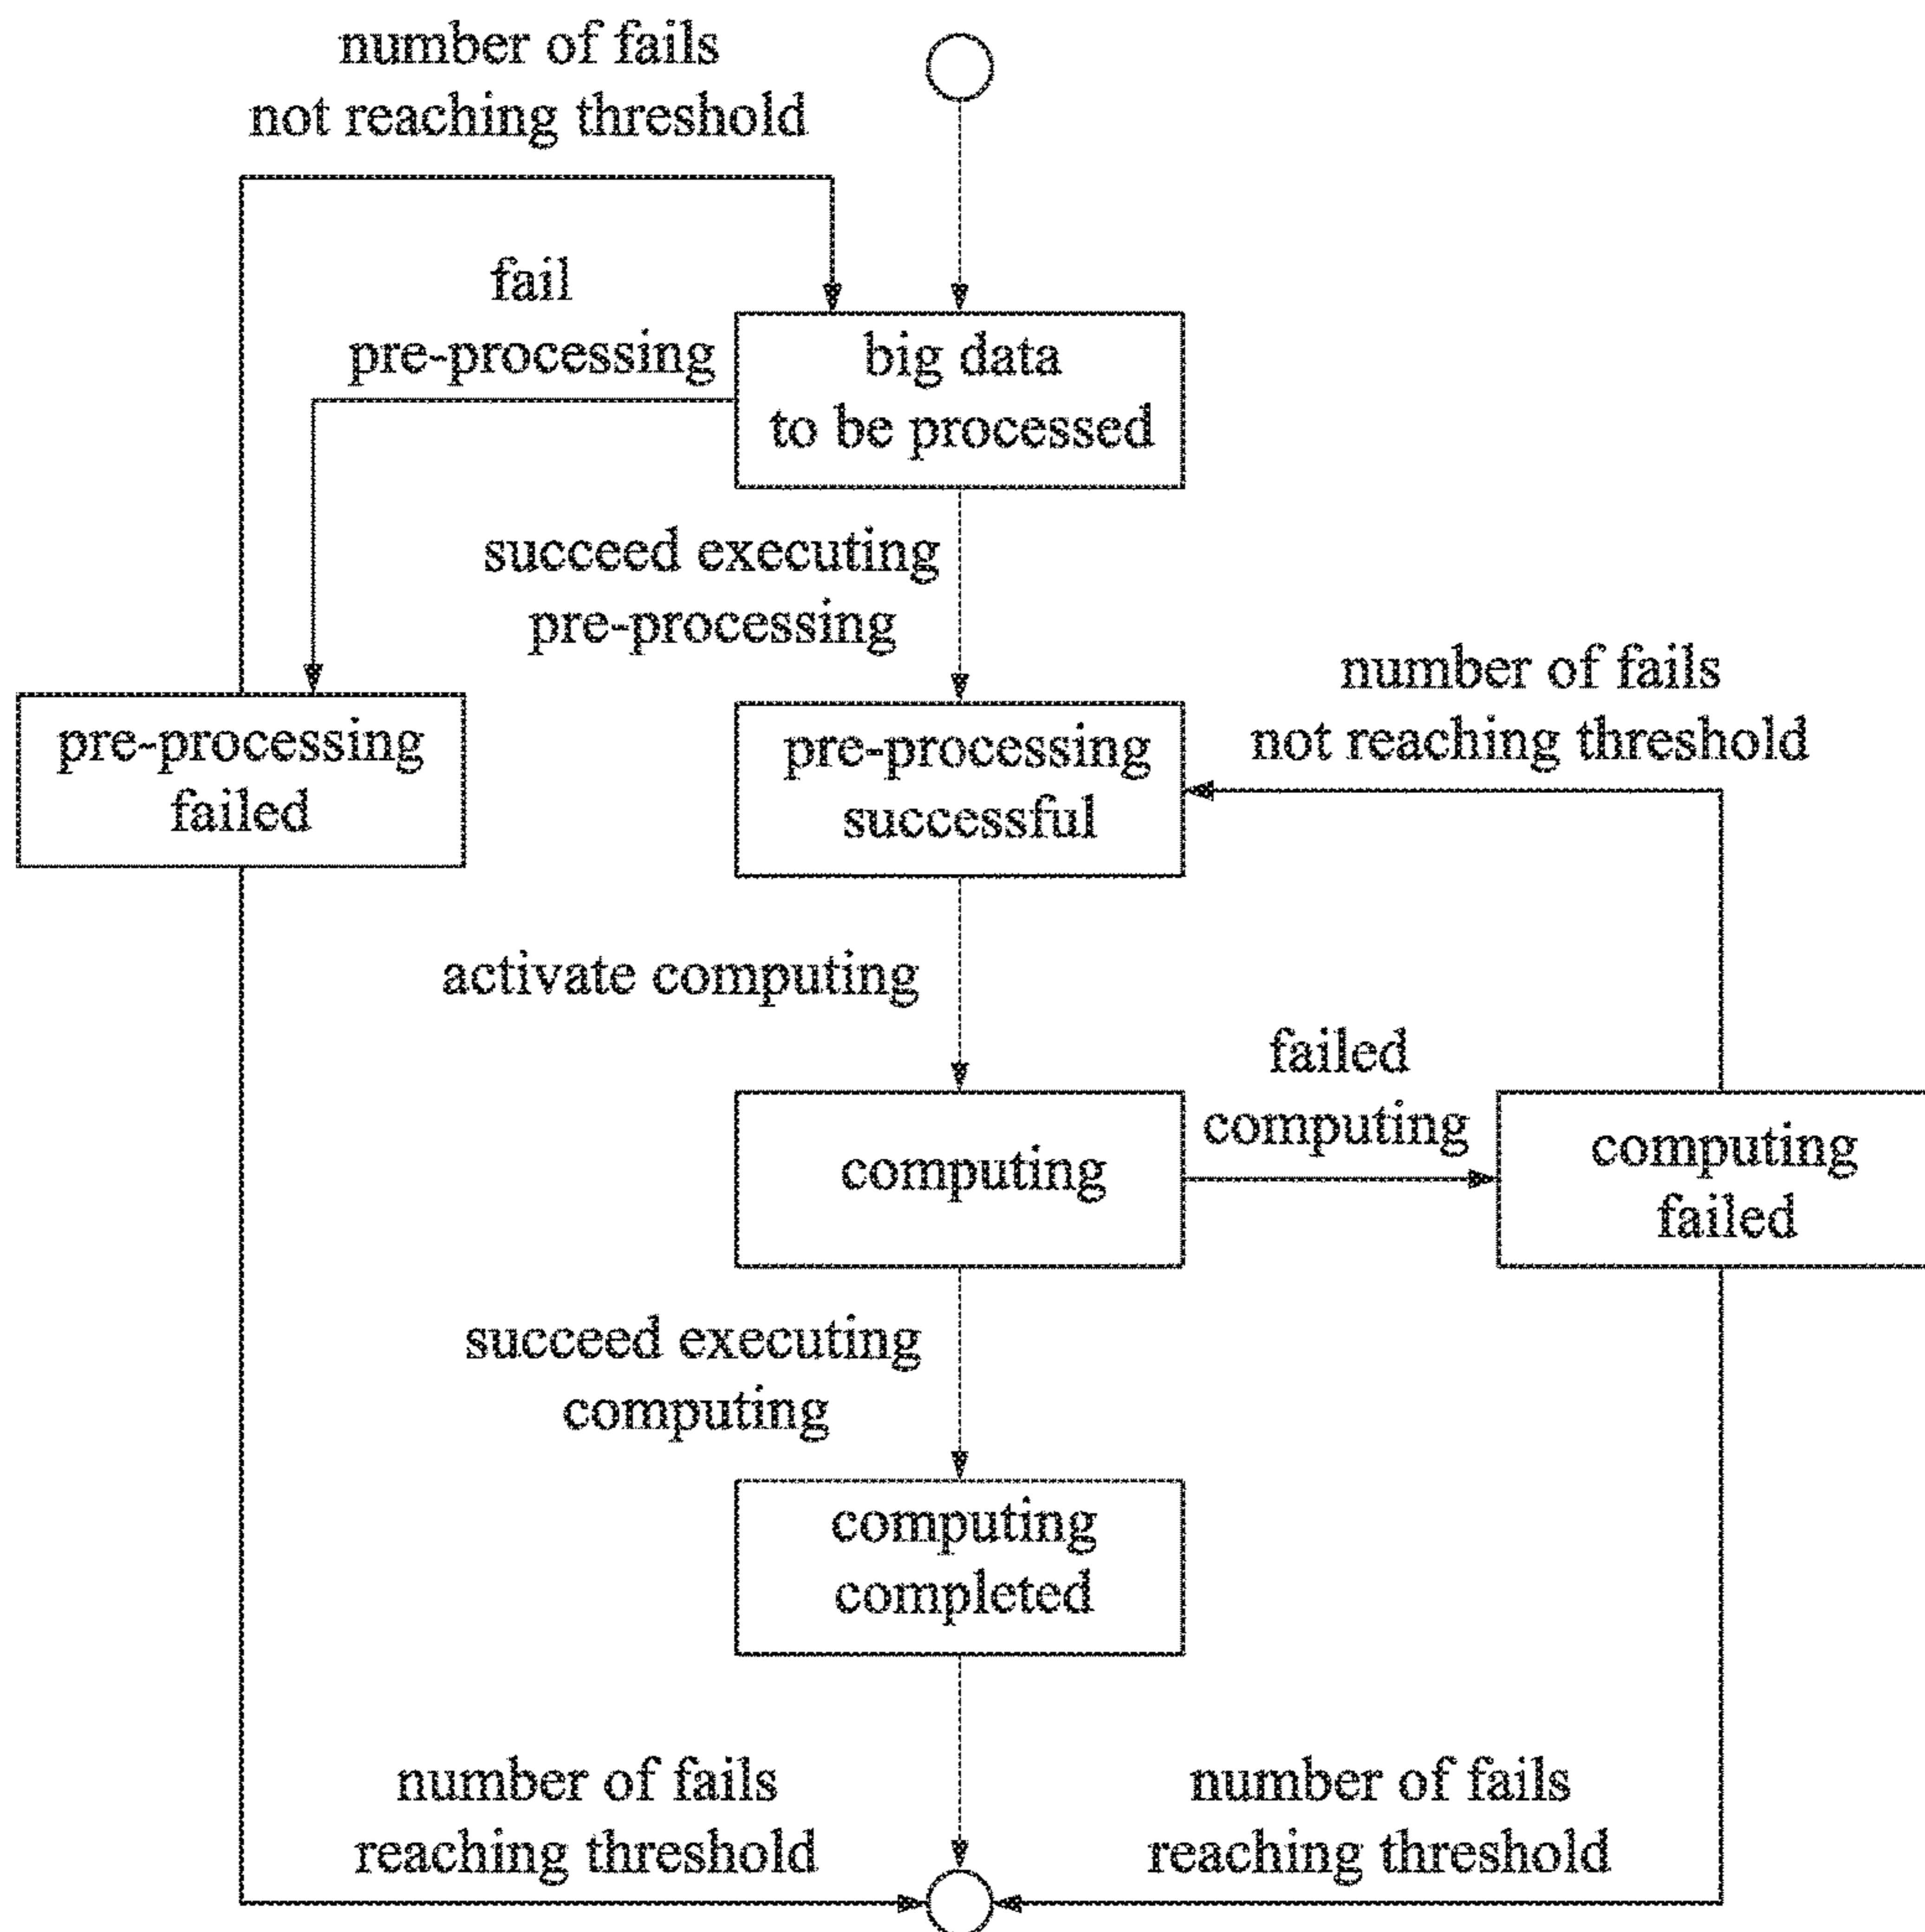 number of fails
not reaching threshold
fail
pre-processing
big data
to be processed
succeed executing
pre-processing
pre-processing
failed
pre-processing
successful
number of fails
not reaching threshold
activate computing
computing
failed
computing
computing
failed
succeed executing
computing
computing
completed
number of fails
reaching threshold
number of fails
reaching threshold